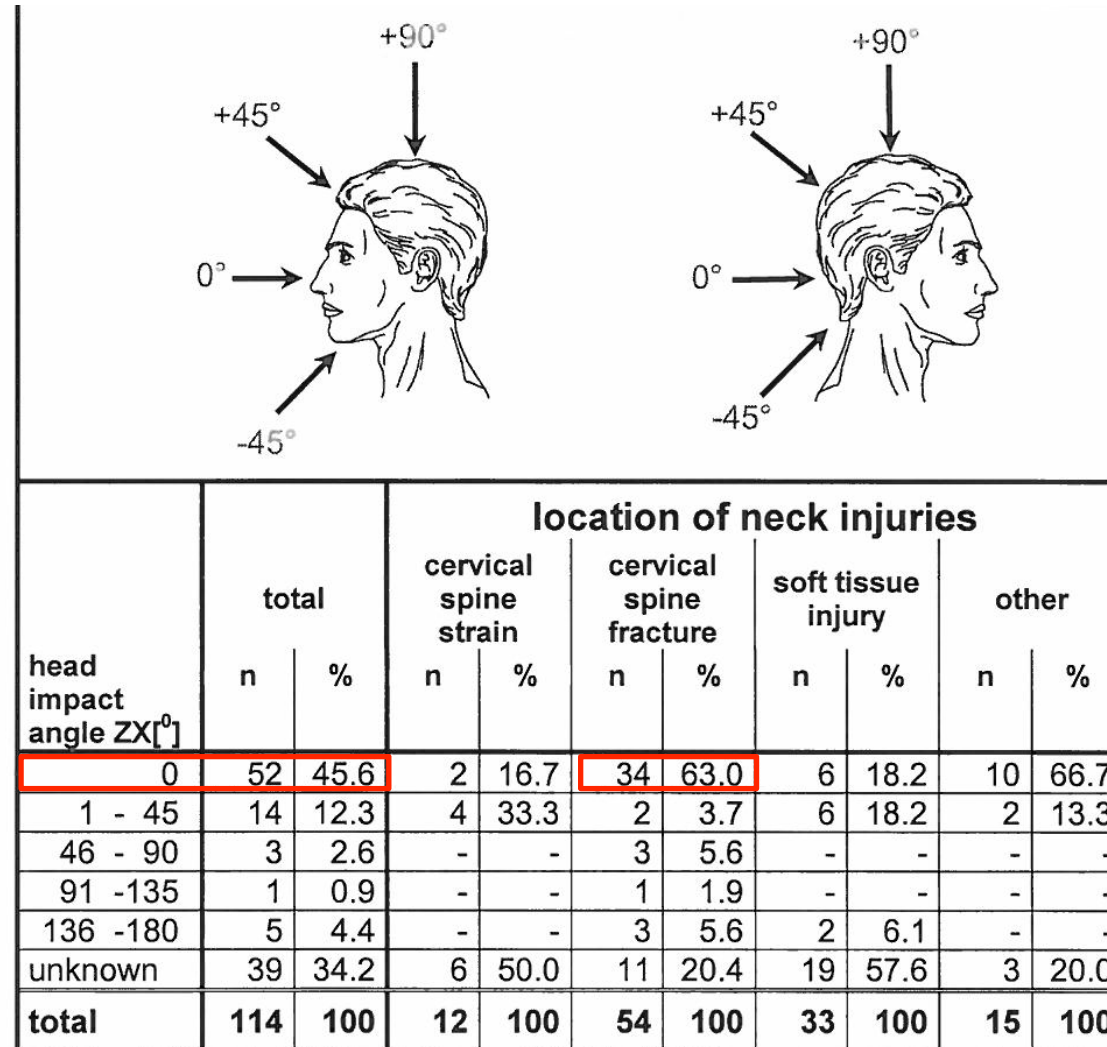 +90° +90°
+45° +45°
0° 0°
-45°
-45°
location of neck injuries
total
cervical spine strain
cervical spine fracture
soft tissue injury
other
head impact angle ZX[⁰]
n % n % n % n % n %
0 52 45.6 2 16.7 34 63.0 6 18.2 10 66.7
1 - 45 14 12.3 4 33.3 2 3.7 6 18.2 2 13.3
46 - 90 3 2.6 - - 3 5.6 - - - -
91 -135 1 0.9 - - 1 1.9 - - - -
136 -180 5 4.4 - - 3 5.6 2 6.1 - -
unknown 39 34.2 6 50.0 11 20.4 19 57.6 3 20.0
total 114 100 12 100 54 100 33 100 15 100